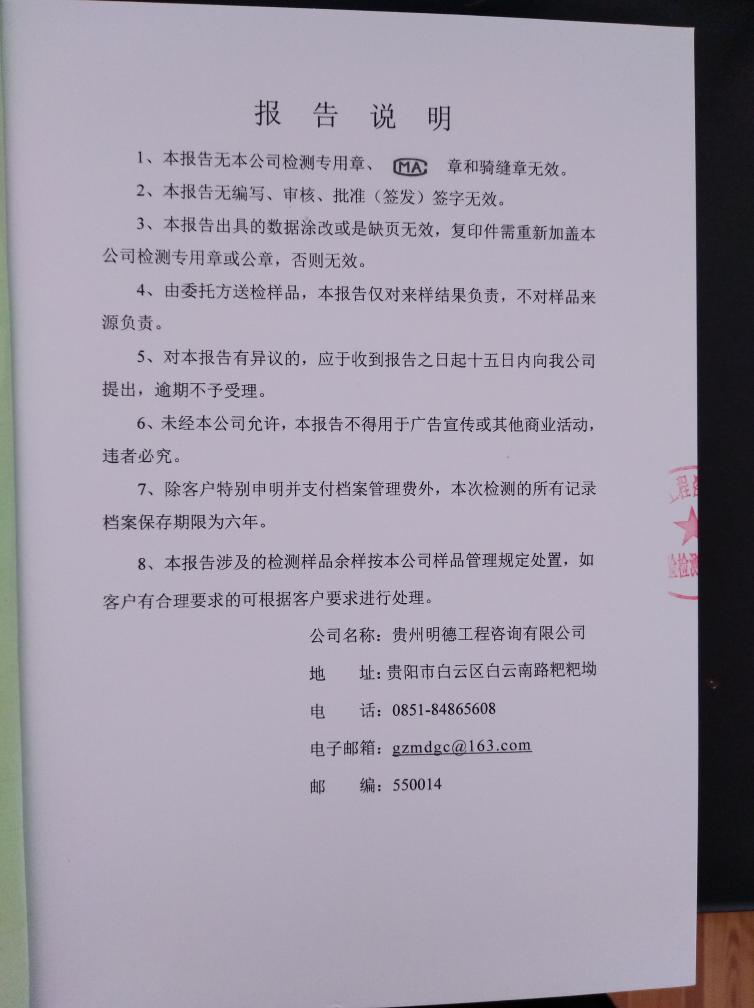 报 告 说 明
1、本报告无本公司检测专用章、 MA 章和骑缝章无效。
2、本报告无编写、审核、批准（签发）签字无效。
3、本报告出具的数据涂改或是缺页无效，复印件需重新加盖本
公司检测专用章或公章，否则无效。
4、由委托方送检样品，本报告仅对来样结果负责，不对样品来
源负责。
5、对本报告有异议的，应于收到报告之日起十五日内向我公司
提出，逾期不予受理。
6、未经本公司允许，本报告不得用于广告宣传或其他商业活动，
违者必究。
7、除客户特别申明并支付档案管理费外，本次检测的所有记录
档案保存期限为六年。
8、本报告涉及的检测样品余样按本公司样品管理规定处置，如
客户有合理要求的可根据客户要求进行处理。
公司名称：贵州明德工程咨询有限公司
地 址：贵阳市白云区白云南路粑粑坳
电 话：0851-84865608
电子邮箱：gzmdgc@163.com
邮 编：550014
工程咨
验检测